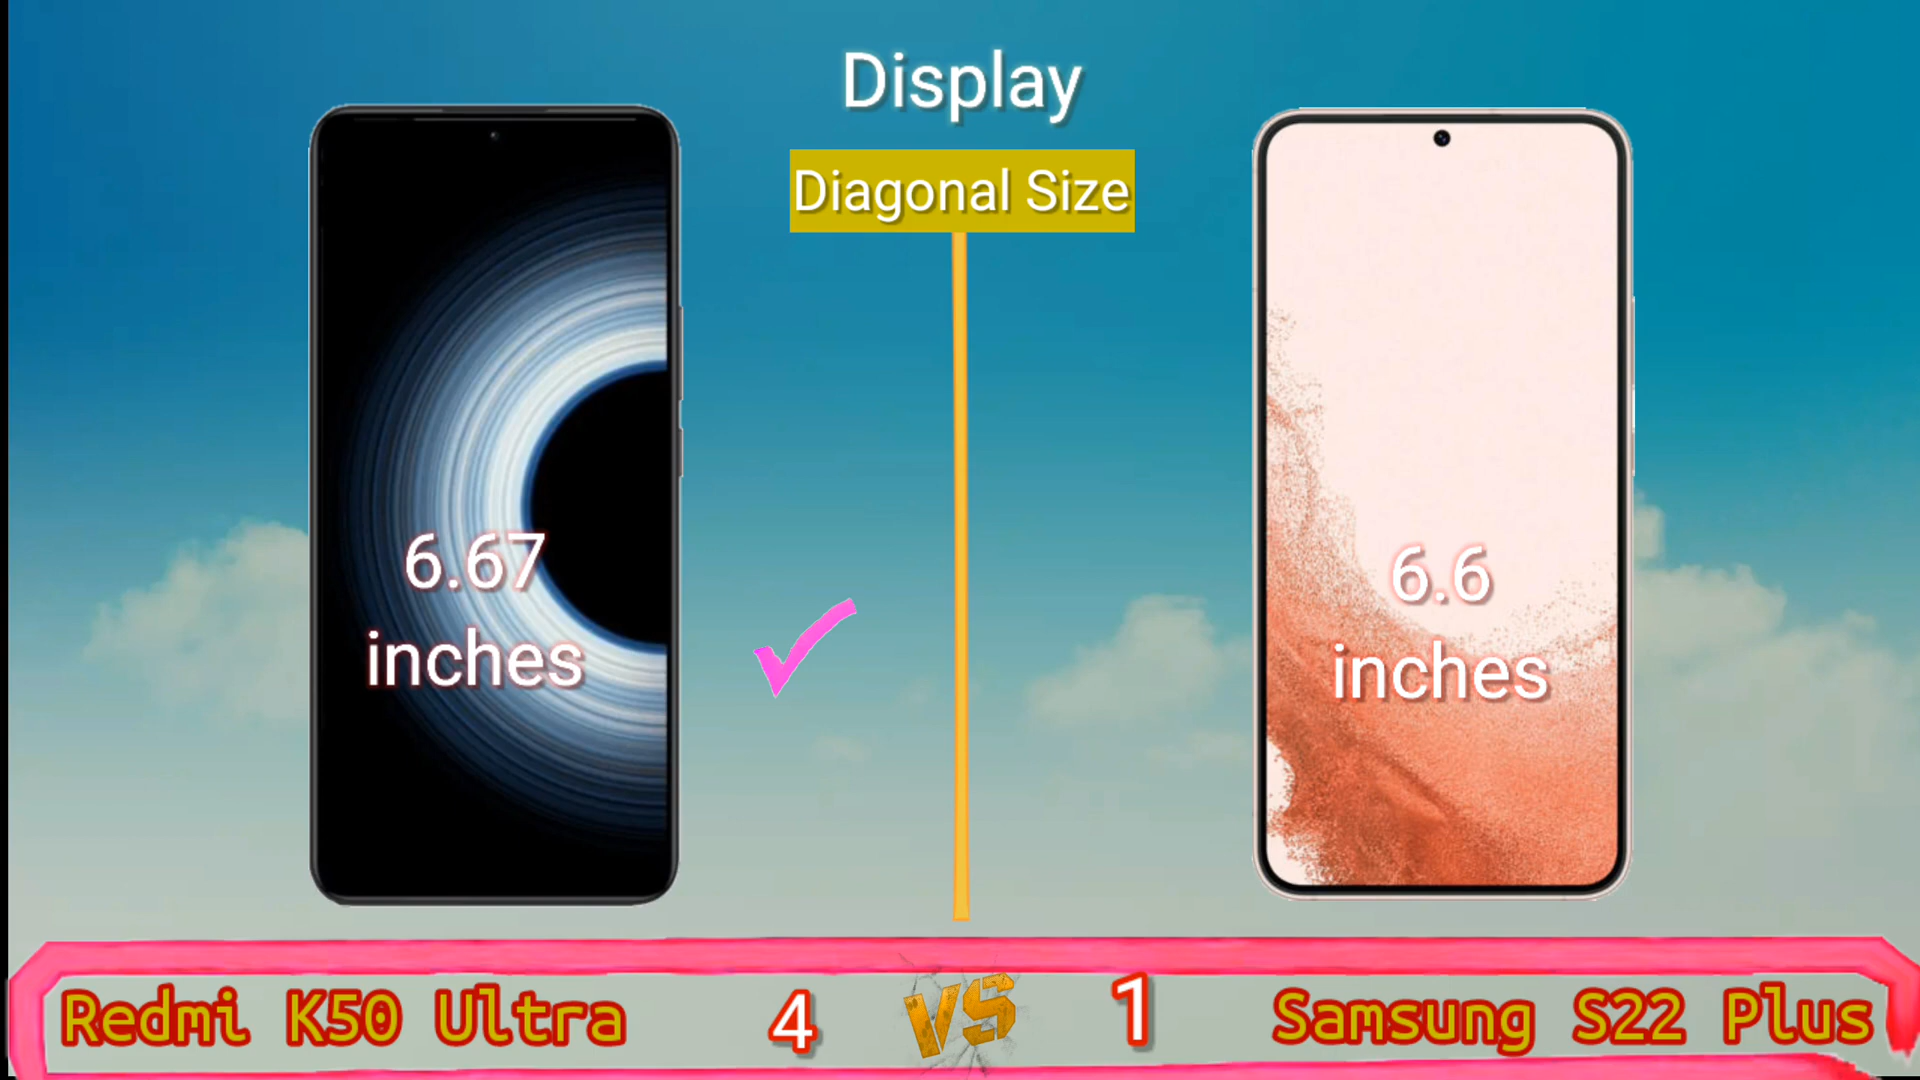 Display
Diagonal Size
6.67
inches
6.6
inches
Redmi K50 Ultra 4 VS 1 Samsung S22 Plus